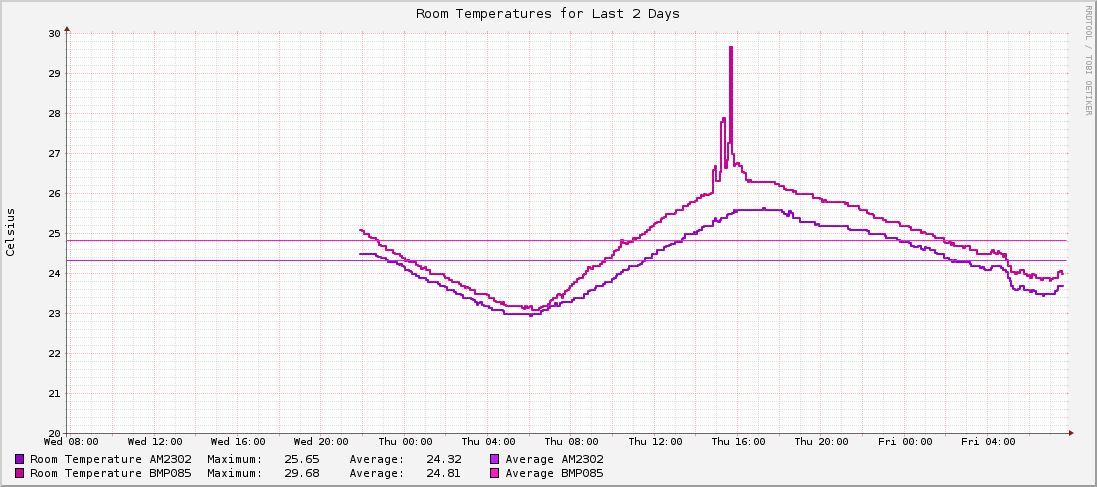 Room Temperatures for Last 2 Days
RRDTOOL / TOBI OETIKER
Celsius
30
29
28
27
26
25
24
23
22
21
20
Wed 08:00 Wed 12:00 Wed 16:00 Wed 20:00 Thu 00:00 Thu 04:00 Thu 08:00 Thu 12:00 Thu 16:00 Thu 20:00 Fri 00:00 Fri 04:00
Room Temperature AM2302 Maximum: 25.65 Average: 24.32 Average AM2302
Room Temperature BMP085 Maximum: 29.68 Average: 24.81 Average BMP085